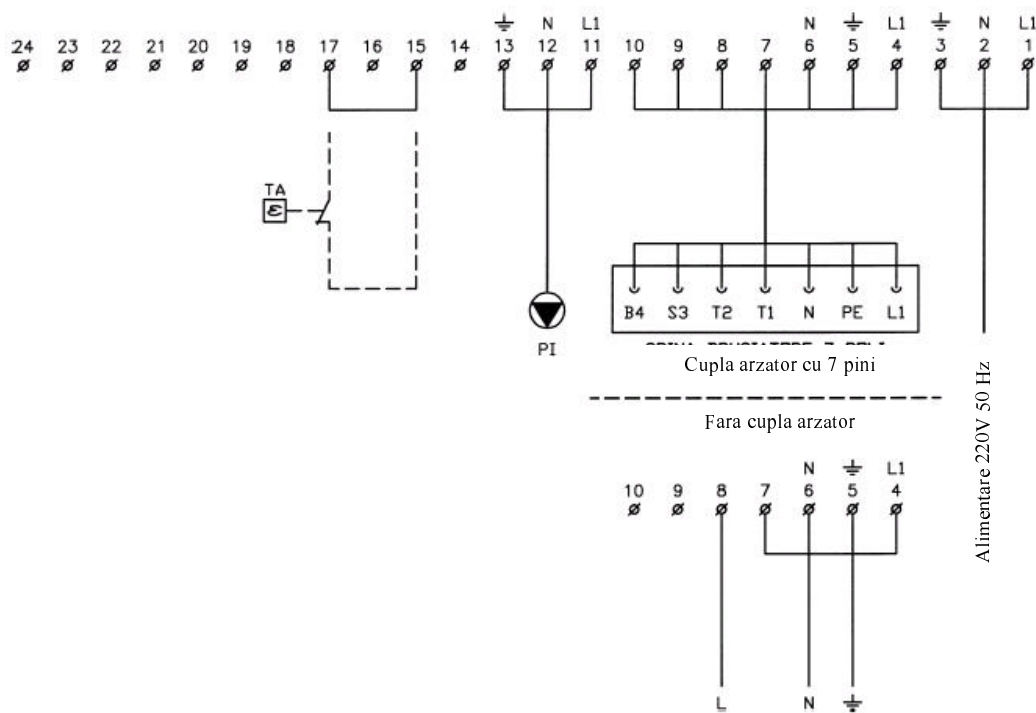 N L1 N L1 N L1
24 23 22 21 20 19 18 17 16 15 14 13 12 11 10 9 8 7 6 5 4 3 2 1
TA
ε
B4 S3 T2 T1 N PE L1
PI
Cupla arzator cu 7 pini
Fara cupla arzator
Alimentare 220V 50 Hz
N L1
10 9 8 7 6 5 4
L N